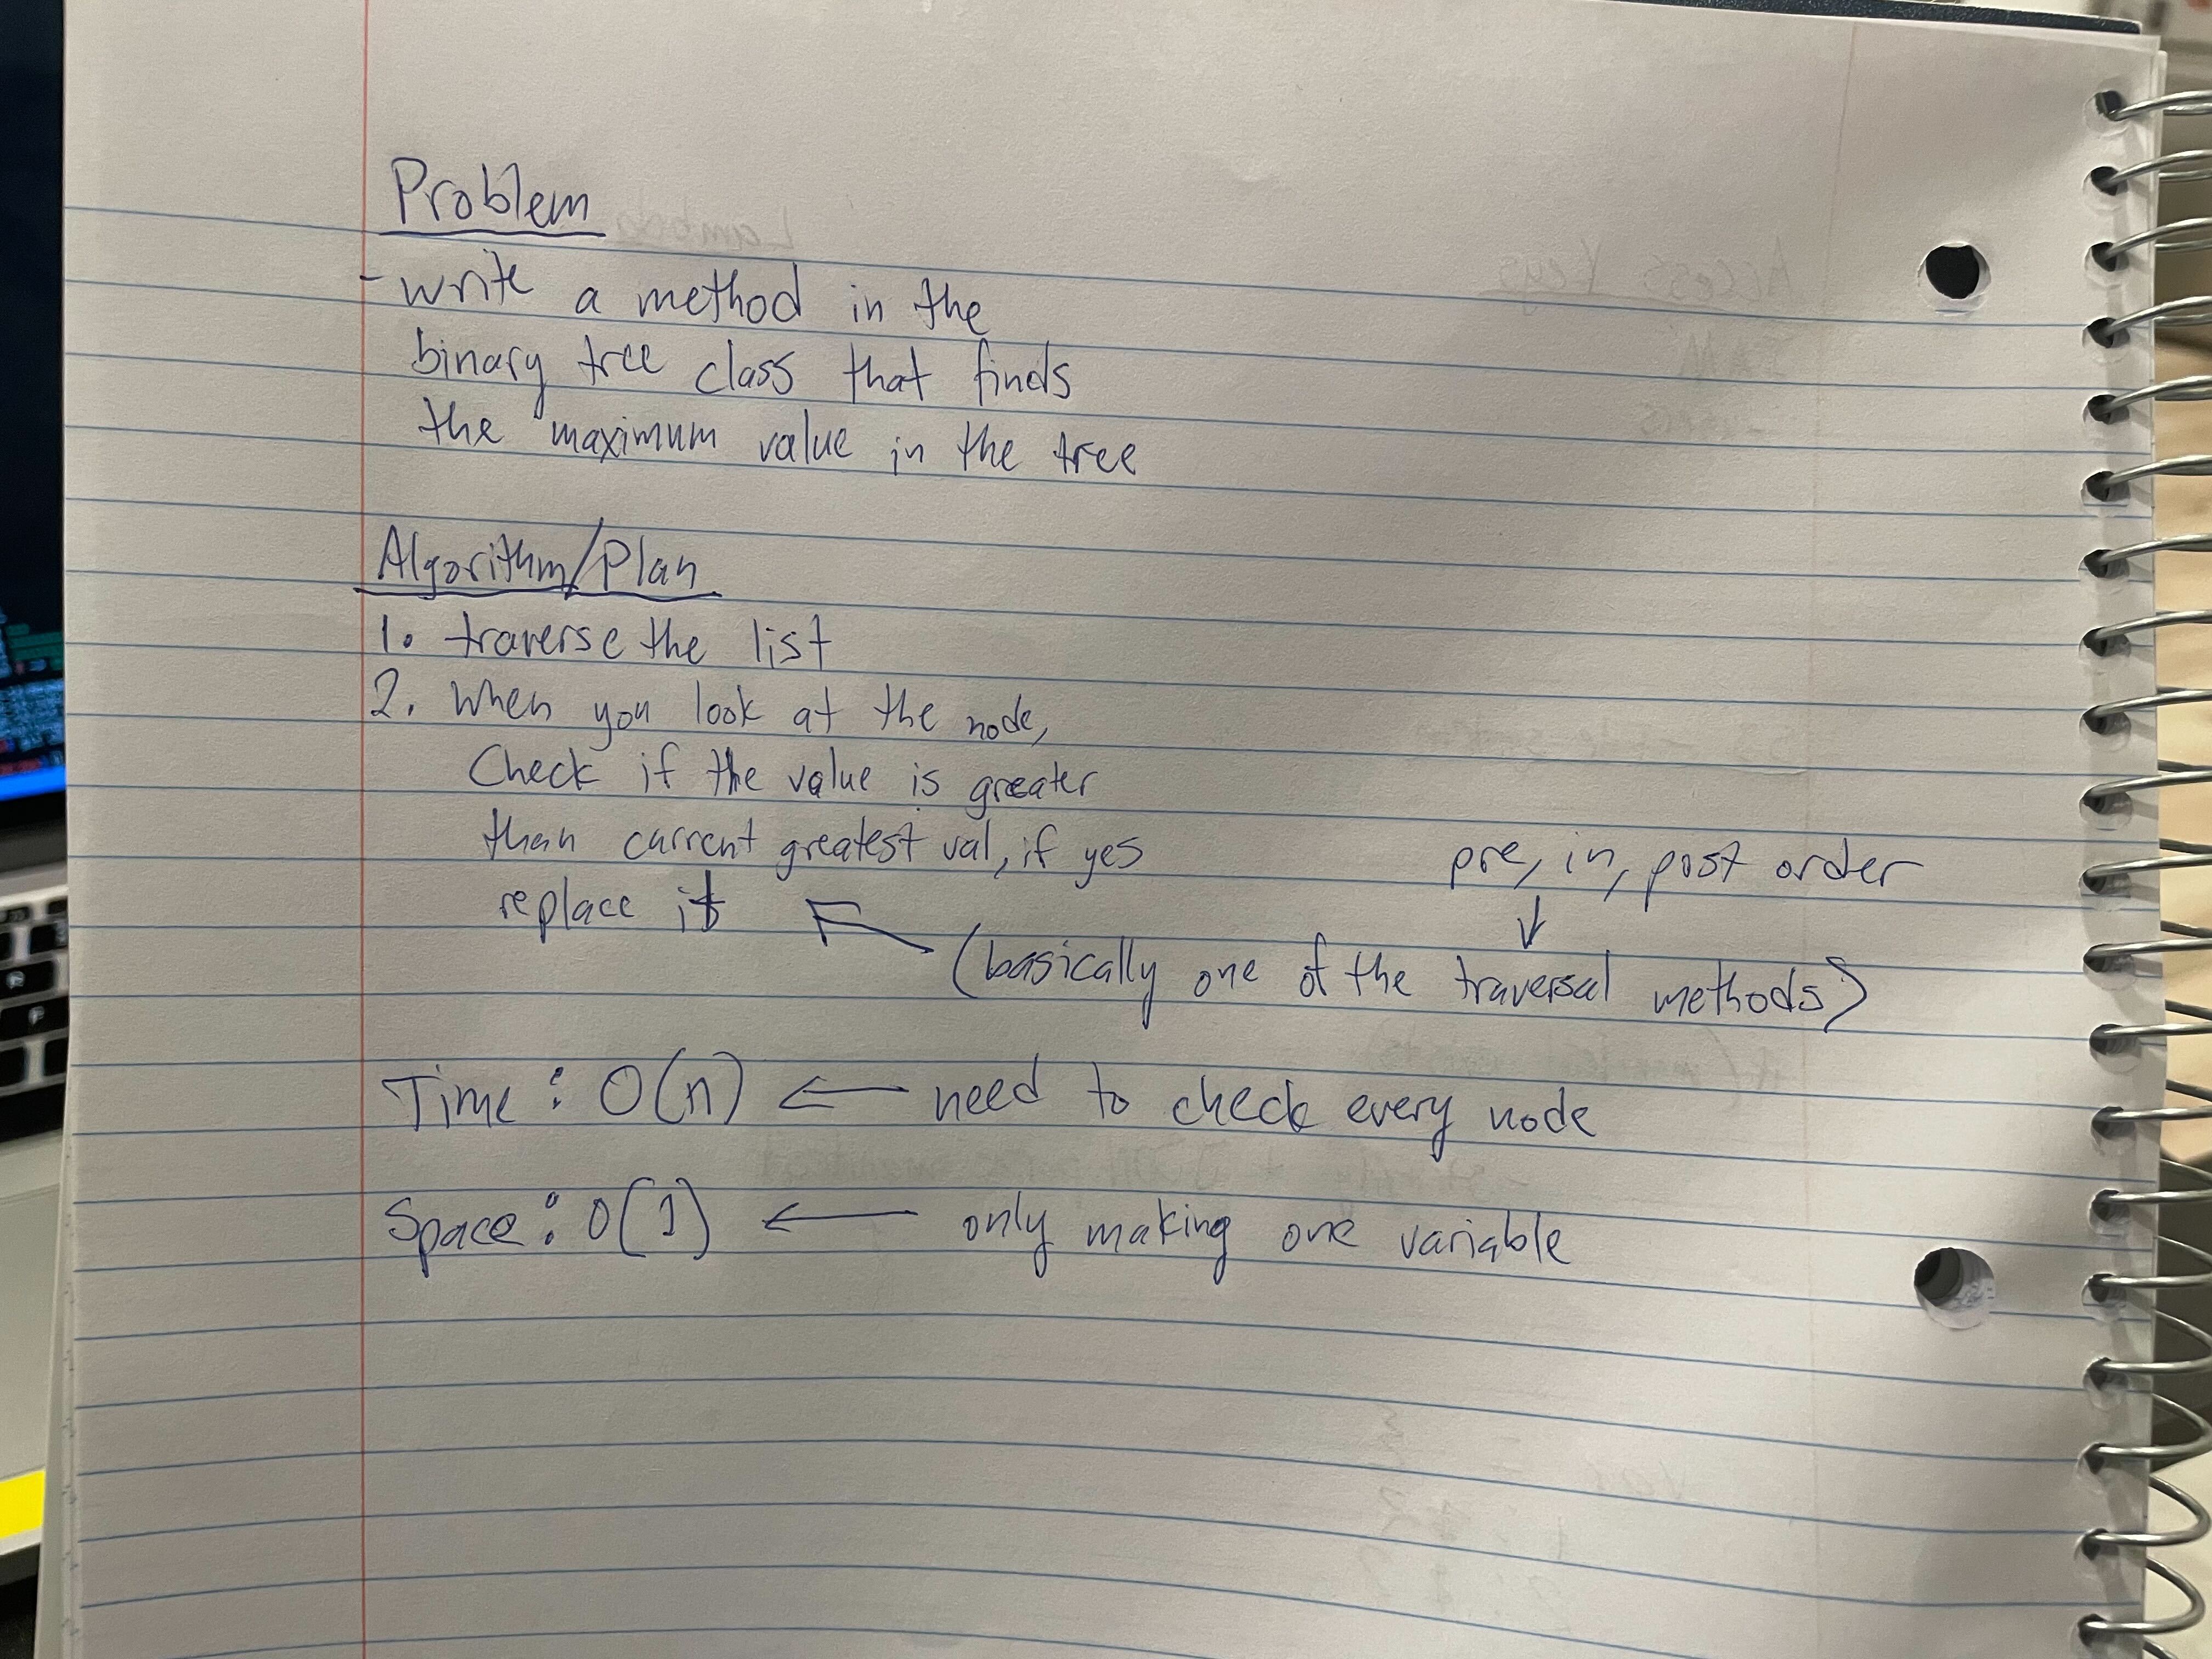 Problem
- write a method in the
binary tree class that finds
the maximum value in the tree
Algorithm/Plan
1. traverse the list
2. When you look at the node,
Check if the value is greater
than current greatest val, if yes
replace it
pre, in, post order
(basically one of the traversal methods)
Time: O(n) ← need to check every node
Space: O(1) ← only making one variable